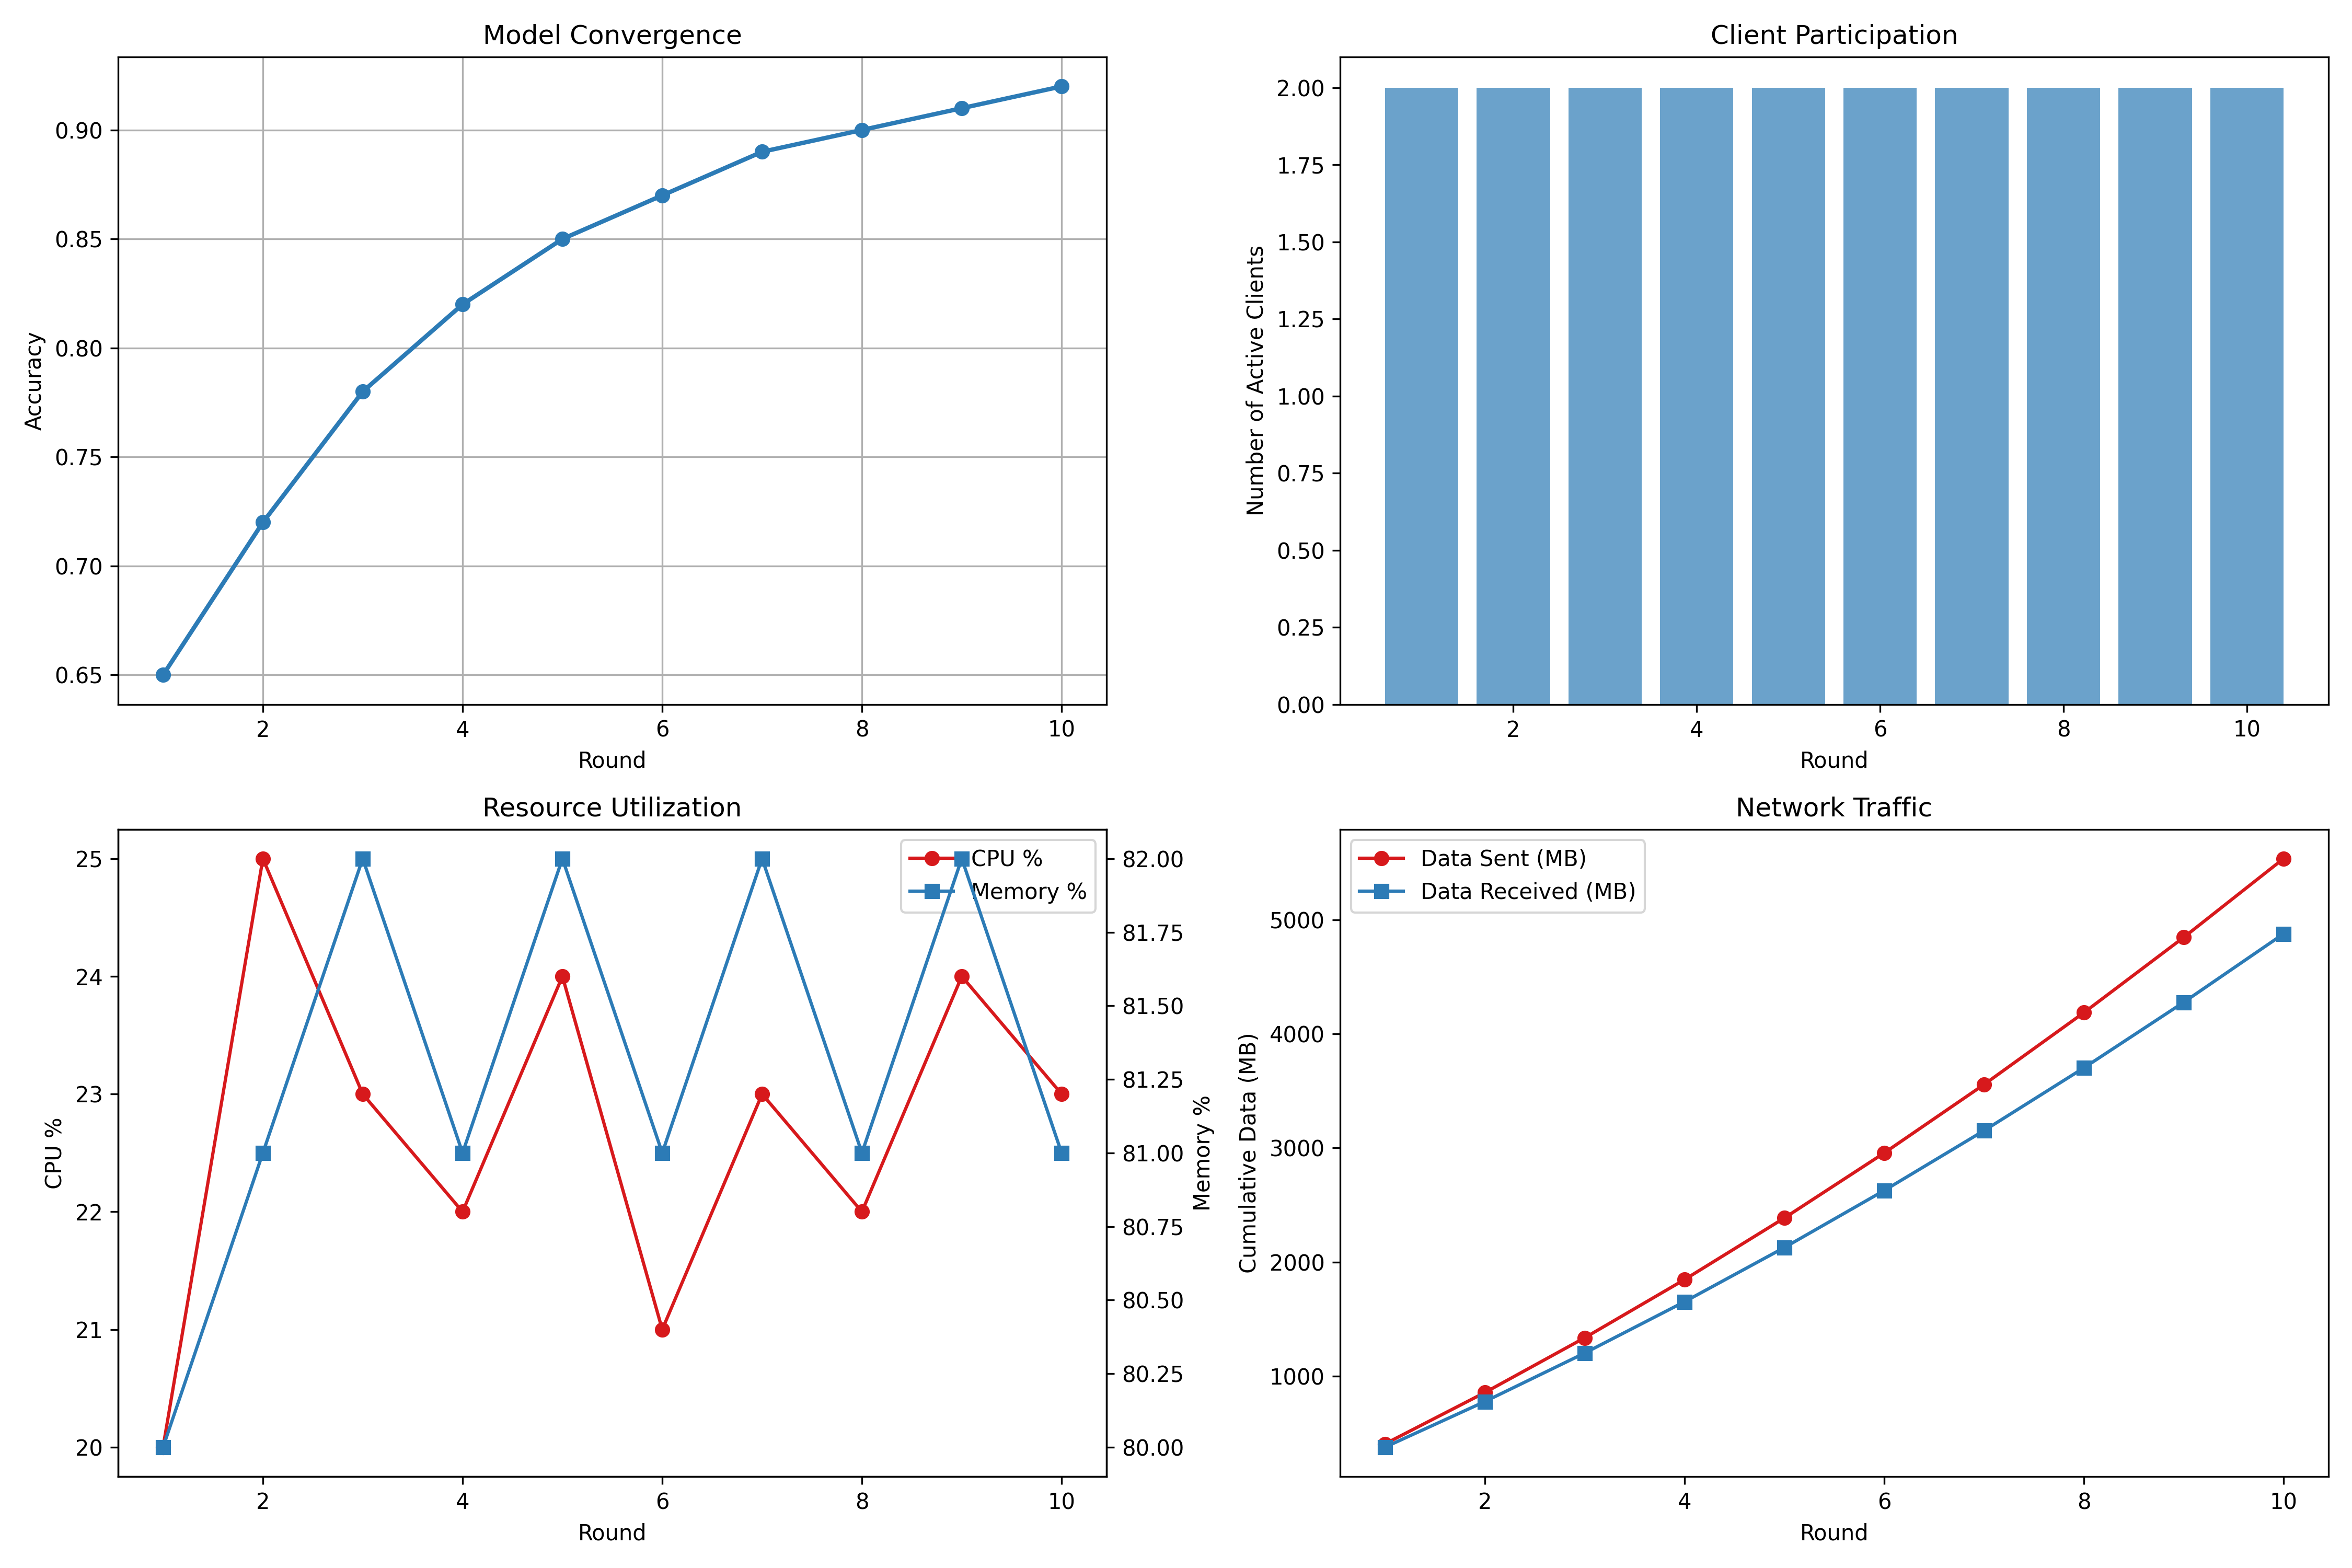 Model Convergence
Accuracy
0.90
0.85
0.80
0.75
0.70
0.65
2 4 6 8 10
Round
Client Participation
Number of Active Clients
2.00
1.75
1.50
1.25
1.00
0.75
0.50
0.25
0.00
2 4 6 8 10
Round
Resource Utilization
CPU %
25
24
23
22
21
20
CPU %
Memory %
82.00
81.75
81.50
81.25
81.00
80.75
80.50
80.25
80.00
Memory %
2 4 6 8 10
Round
Network Traffic
Data Sent (MB)
Data Received (MB)
Cumulative Data (MB)
5000
4000
3000
2000
1000
2 4 6 8 10
Round